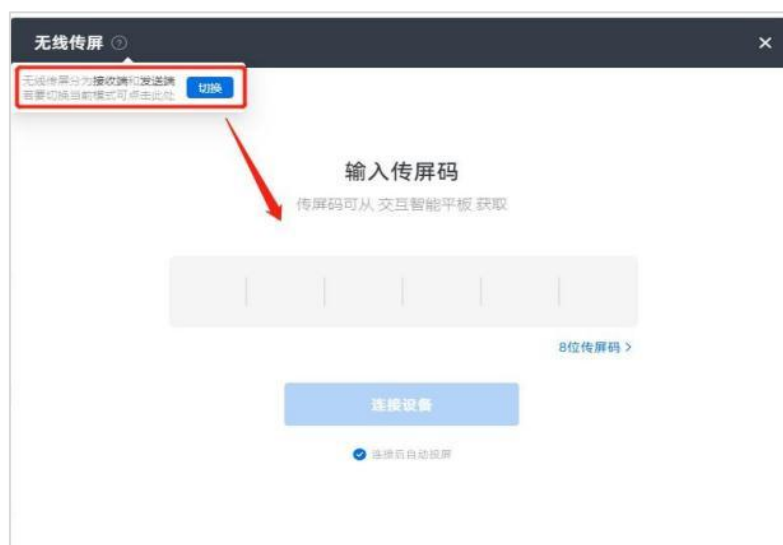 无线传屏 ?
无线传屏分为接收端和发送端
若要切换当前模式可点击此处
切换
输入传屏码
传屏码可从 交互智能平板 获取
8位传屏码 >
连接设备
连接后自动投屏